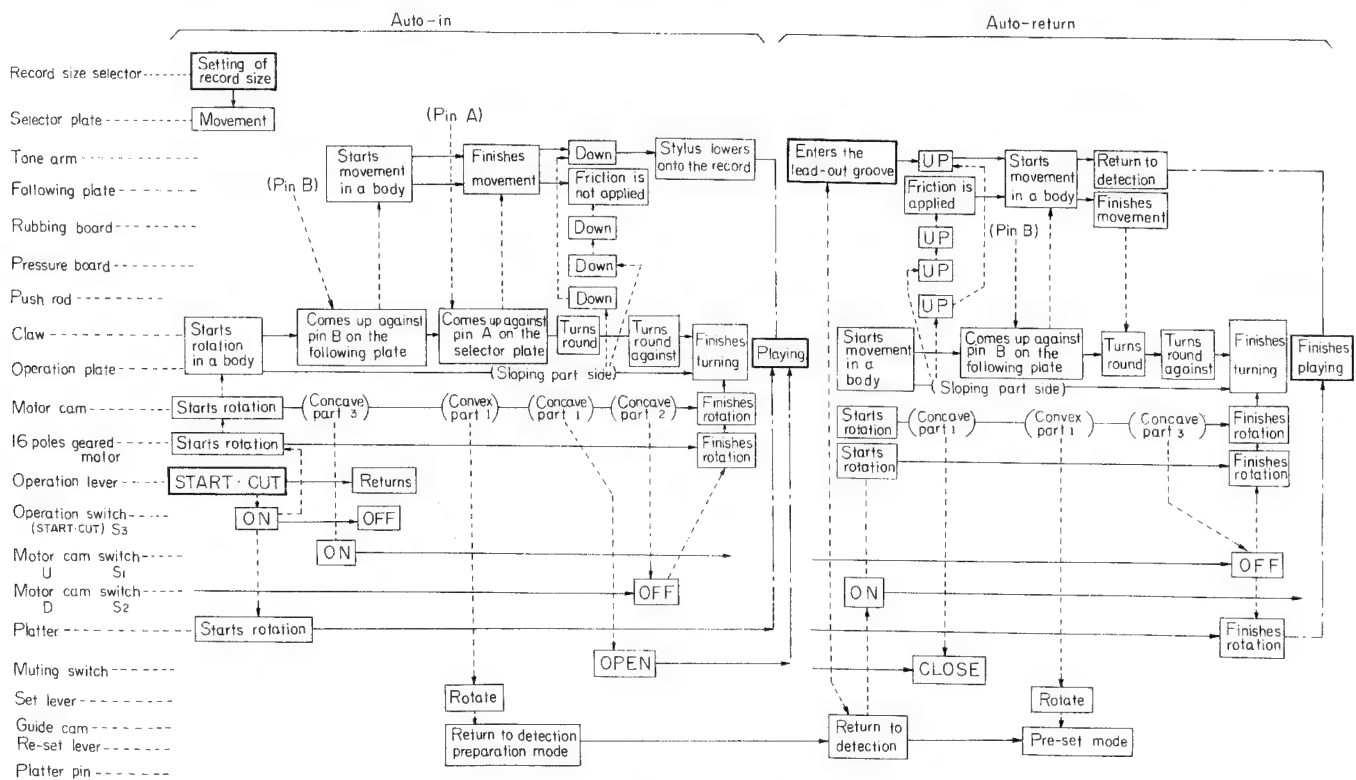 Auto-in
Auto-return
Record size selector
Setting of
record size
Selector plate
Movement
(Pin A)
Tone arm
Starts
movement
in a body
Finishes
movement
Down
Stylus lowers
onto the record
Enters the
lead-out groove
UP
Starts
movement
in a body
Return to
detection
Following plate
(Pin B)
Friction is
not applied
Friction is
applied
Finishes
movement
Rubbing board
Down
UP
(Pin B)
Pressure board
Down
UP
Push rod
Down
UP
Claw
Starts
rotation
in a body
Comes up against
pin B on the
following plate
Comes up against
pin A on the
selector plate
Turns
round
Turns
round
against
Finishes
turning
Playing
Starts
movement
in a
body
Comes up against
pin B on the
following plate
Turns
round
Turns
round
against
Finishes
turning
Finishes
playing
Operation plate
(Sloping part side)
(Sloping part side)
Motor cam
Starts rotation
(Concave
part 3)
(Convex
part 1)
(Concave
part 1)
(Concave
part 2)
Finishes
rotation
Starts
rotation
(Concave
part 1)
(Convex
part 1)
(Concave
part 3)
Finishes
rotation
16 poles geared
motor
Starts rotation
Finishes
rotation
Starts
rotation
Finishes
rotation
Operation lever
START · CUT
Returns
Operation switch
(START·CUT) S3
ON
OFF
Motor cam switch
U S1
ON
OFF
Motor cam switch
D S2
OFF
ON
Platter
Starts rotation
Finishes
rotation
Muting switch
OPEN
CLOSE
Set lever
Rotate
Rotate
Guide cam
Re-set lever
Return to detection
preparation mode
Return to
detection
Pre-set mode
Platter pin